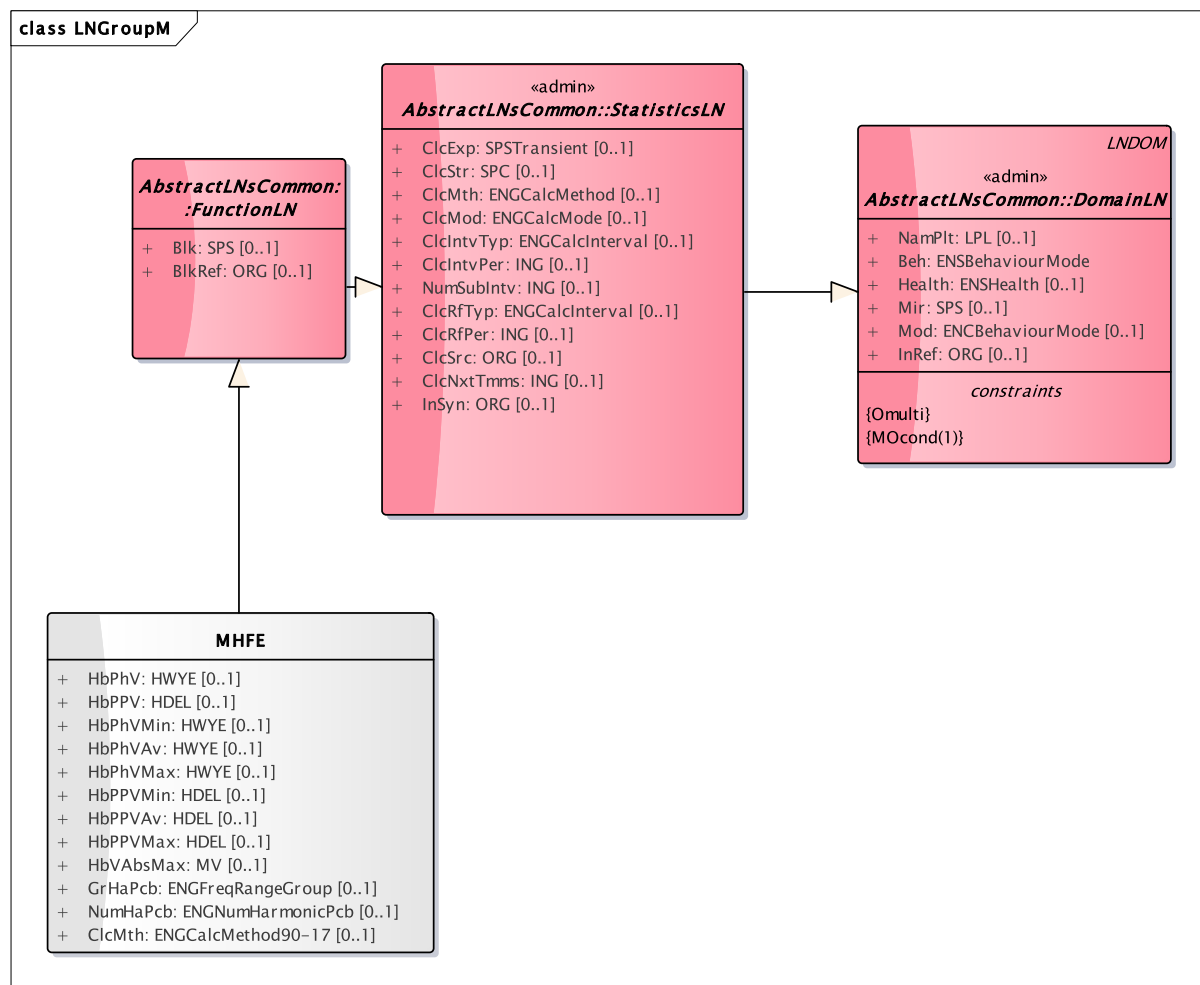 class LNGroupM
«admin»
AbstractLNsCommon::StatisticsLN
+ ClcExp: SPSTransient [0..1]
+ ClcStr: SPC [0..1]
+ ClcMth: ENGCalcMethod [0..1]
+ ClcMod: ENGCalcMode [0..1]
+ ClcIntvTyp: ENGCalcInterval [0..1]
+ ClcIntvPer: ING [0..1]
+ NumSubIntv: ING [0..1]
+ ClcRfTyp: ENGCalcInterval [0..1]
+ ClcRfPer: ING [0..1]
+ ClcSrc: ORG [0..1]
+ ClcNxtTmms: ING [0..1]
+ InSyn: ORG [0..1]
LNDOM
«admin»
AbstractLNsCommon::DomainLN
+ NamPlt: LPL [0..1]
+ Beh: ENSBehaviourMode
+ Health: ENSHealth [0..1]
+ Mir: SPS [0..1]
+ Mod: ENCBehaviourMode [0..1]
+ InRef: ORG [0..1]
constraints
{Omulti}
{MOcond(1)}
AbstractLNsCommon:
:FunctionLN
+ Blk: SPS [0..1]
+ BlkRef: ORG [0..1]
MHFE
+ HbPhV: HWYE [0..1]
+ HbPPV: HDEL [0..1]
+ HbPhVMin: HWYE [0..1]
+ HbPhVAv: HWYE [0..1]
+ HbPhVMax: HWYE [0..1]
+ HbPPVMin: HDEL [0..1]
+ HbPPVAv: HDEL [0..1]
+ HbPPVMax: HDEL [0..1]
+ HbVAbsMax: MV [0..1]
+ GrHaPcb: ENGFreqRangeGroup [0..1]
+ NumHaPcb: ENGNumHarmonicPcb [0..1]
+ ClcMth: ENGCalcMethod90-17 [0..1]